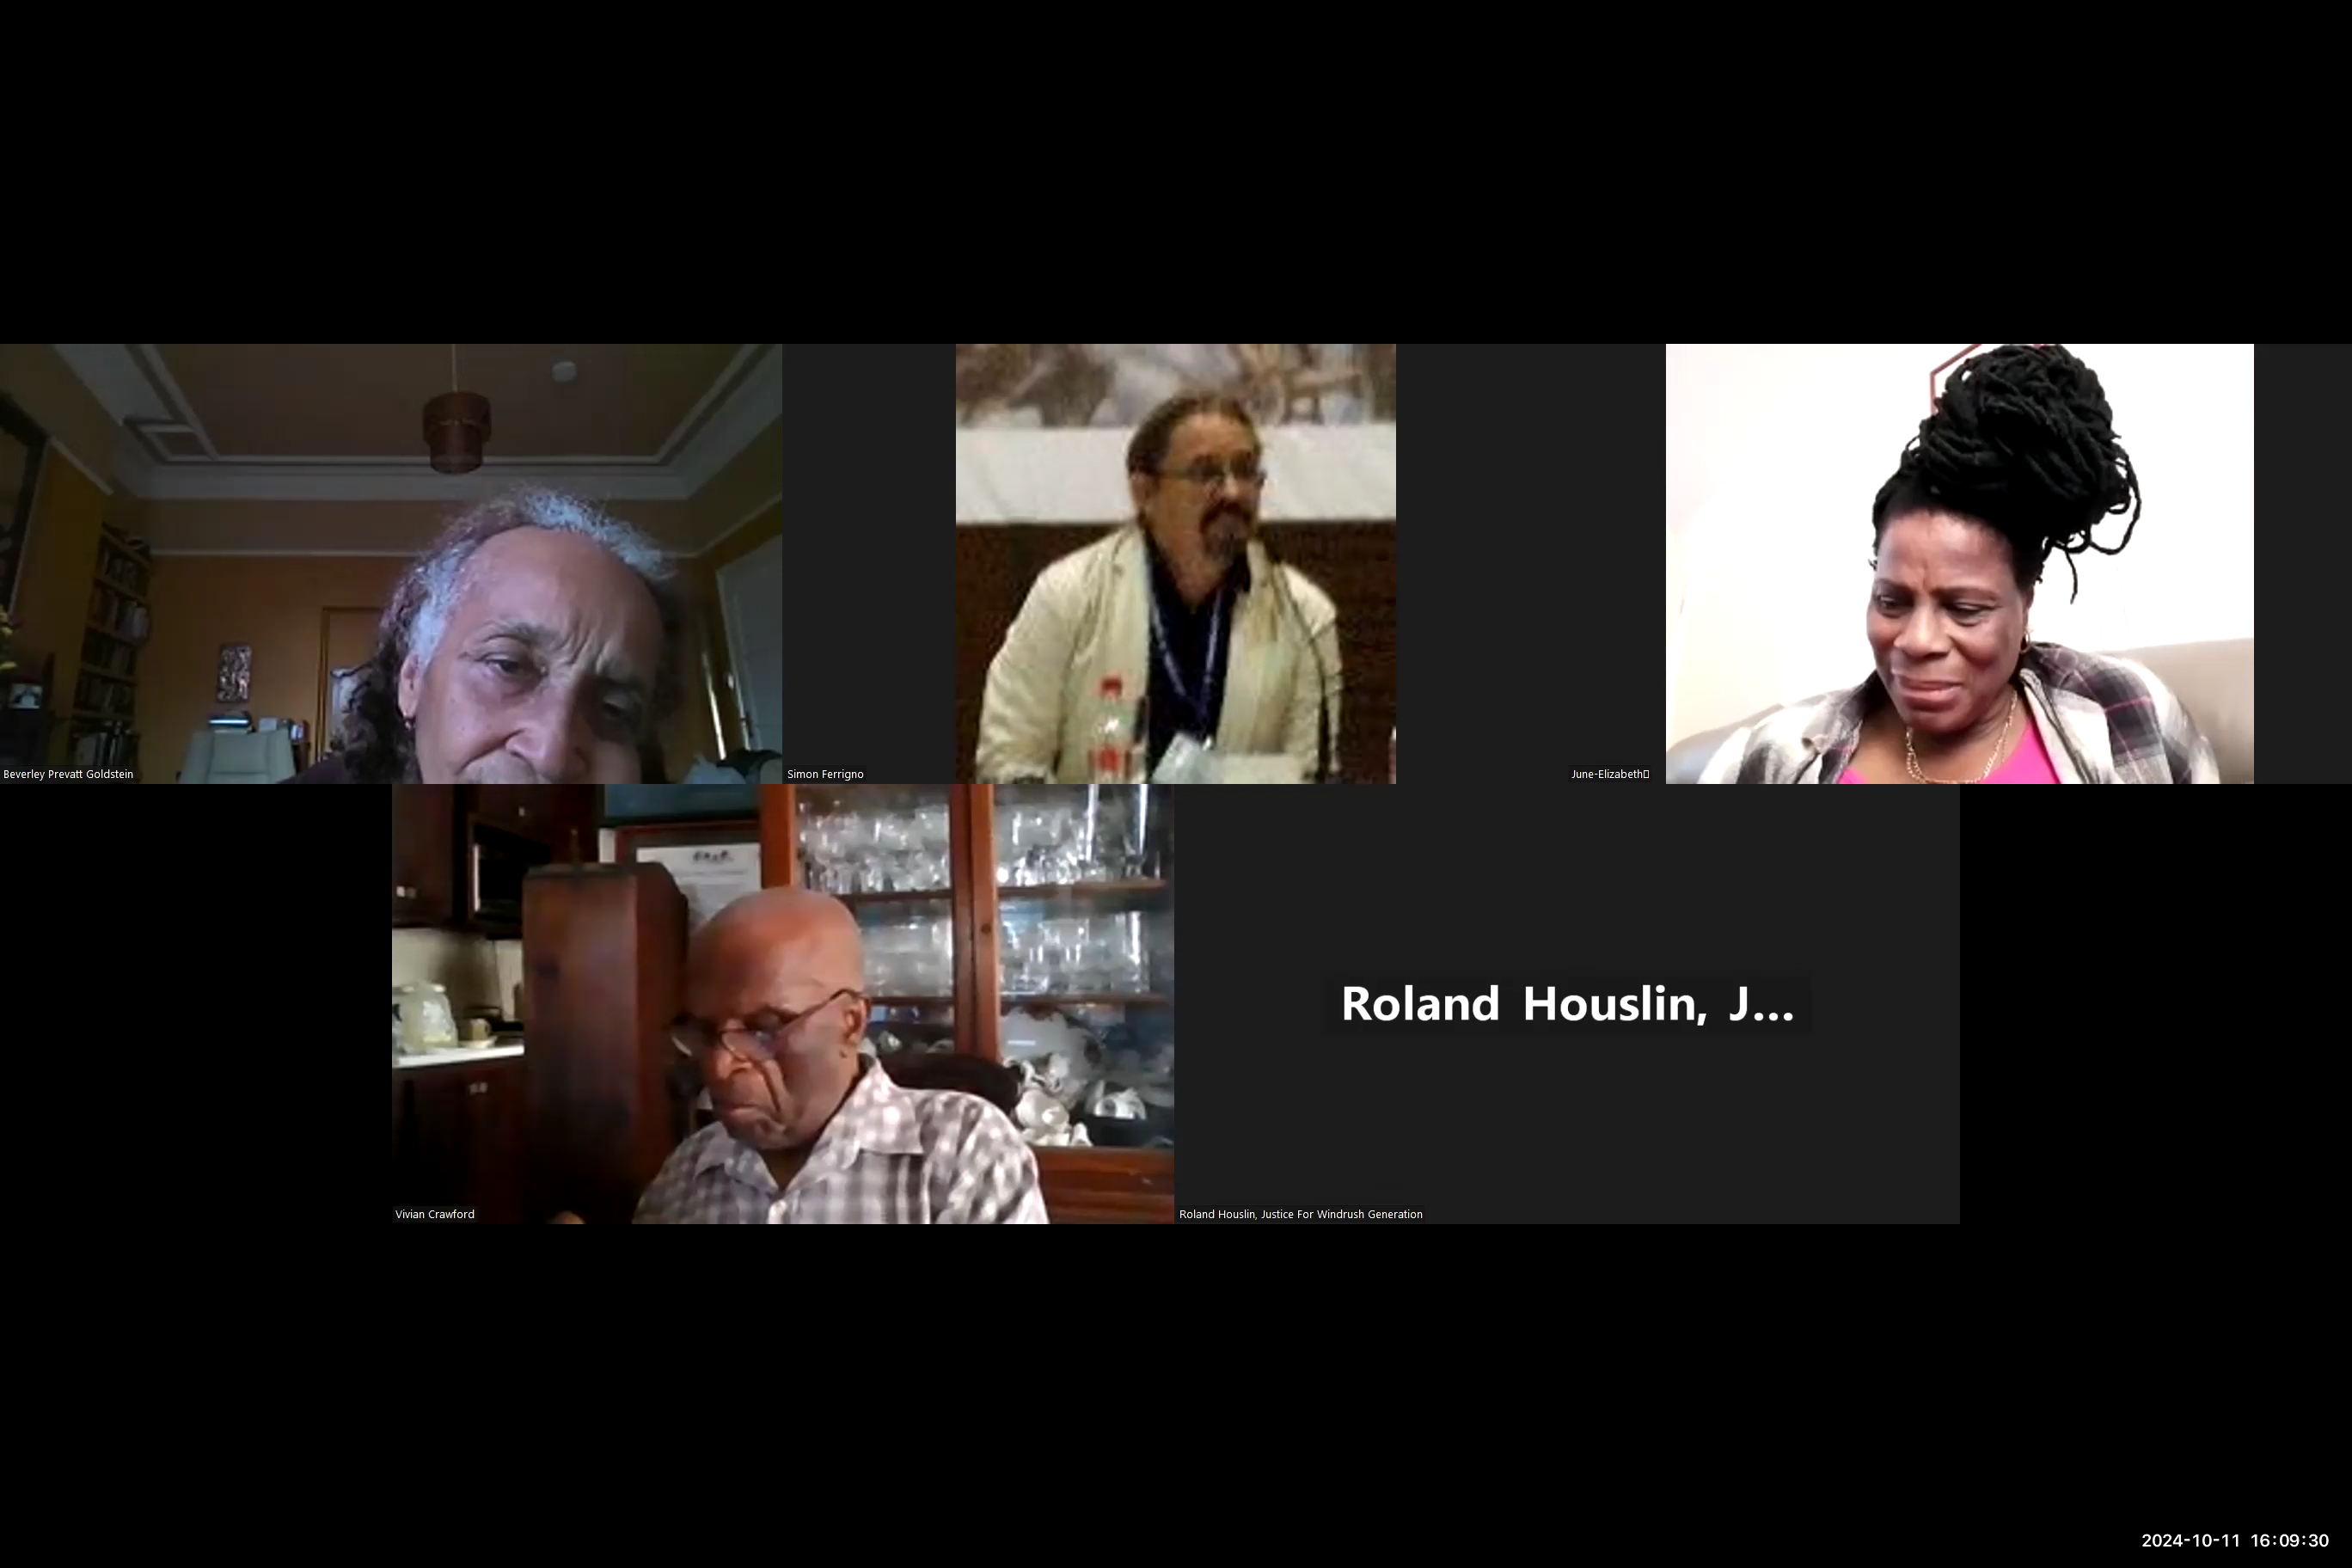 Beverley Prevatt Goldstein
Simon Ferrigno
June-Elizabeth
Roland Houslin, J...
Vivian Crawford
Roland Houslin, Justice For Windrush Generation
2024-10-11 16:09:30